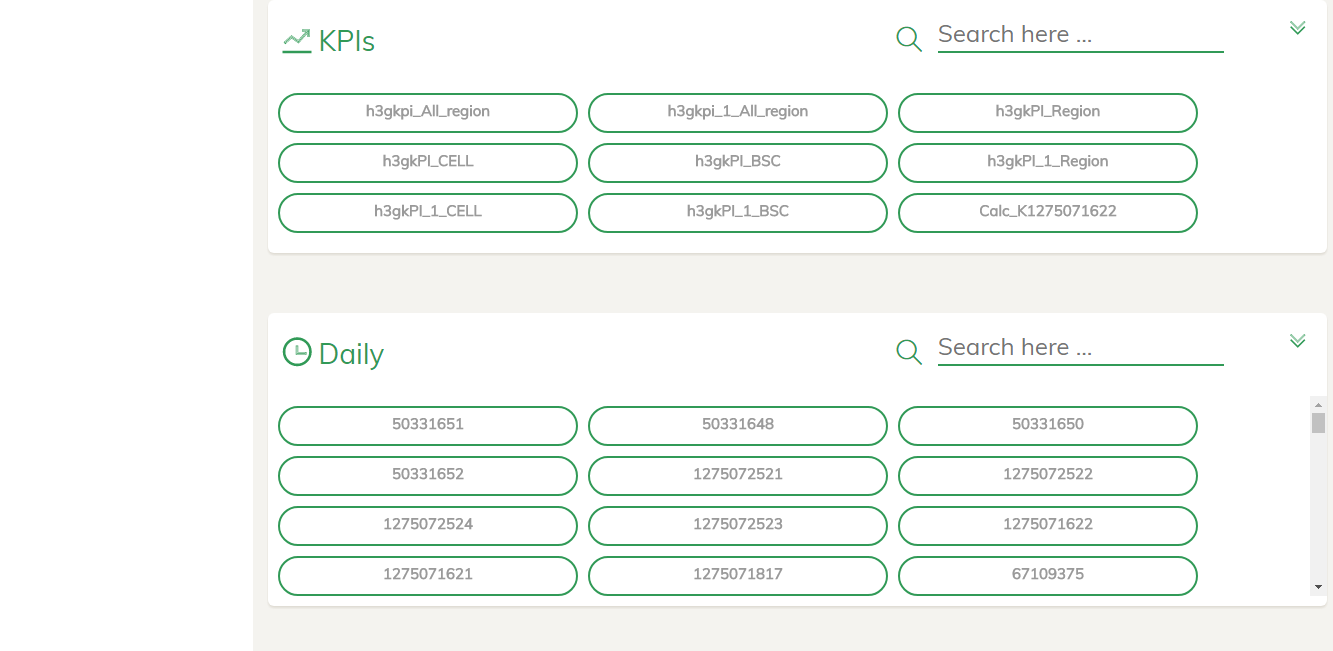 KPIs
Search here ...
h3gkpi_All_region h3gkpi_1_All_region h3gkPI_Region
h3gkPI_CELL h3gkPI_BSC h3gkPI_1_Region
h3gkPI_1_CELL h3gkPI_1_BSC Calc_K1275071622
Daily
Search here ...
50331651 50331648 50331650
50331652 1275072521 1275072522
1275072524 1275072523 1275071622
1275071621 1275071817 67109375